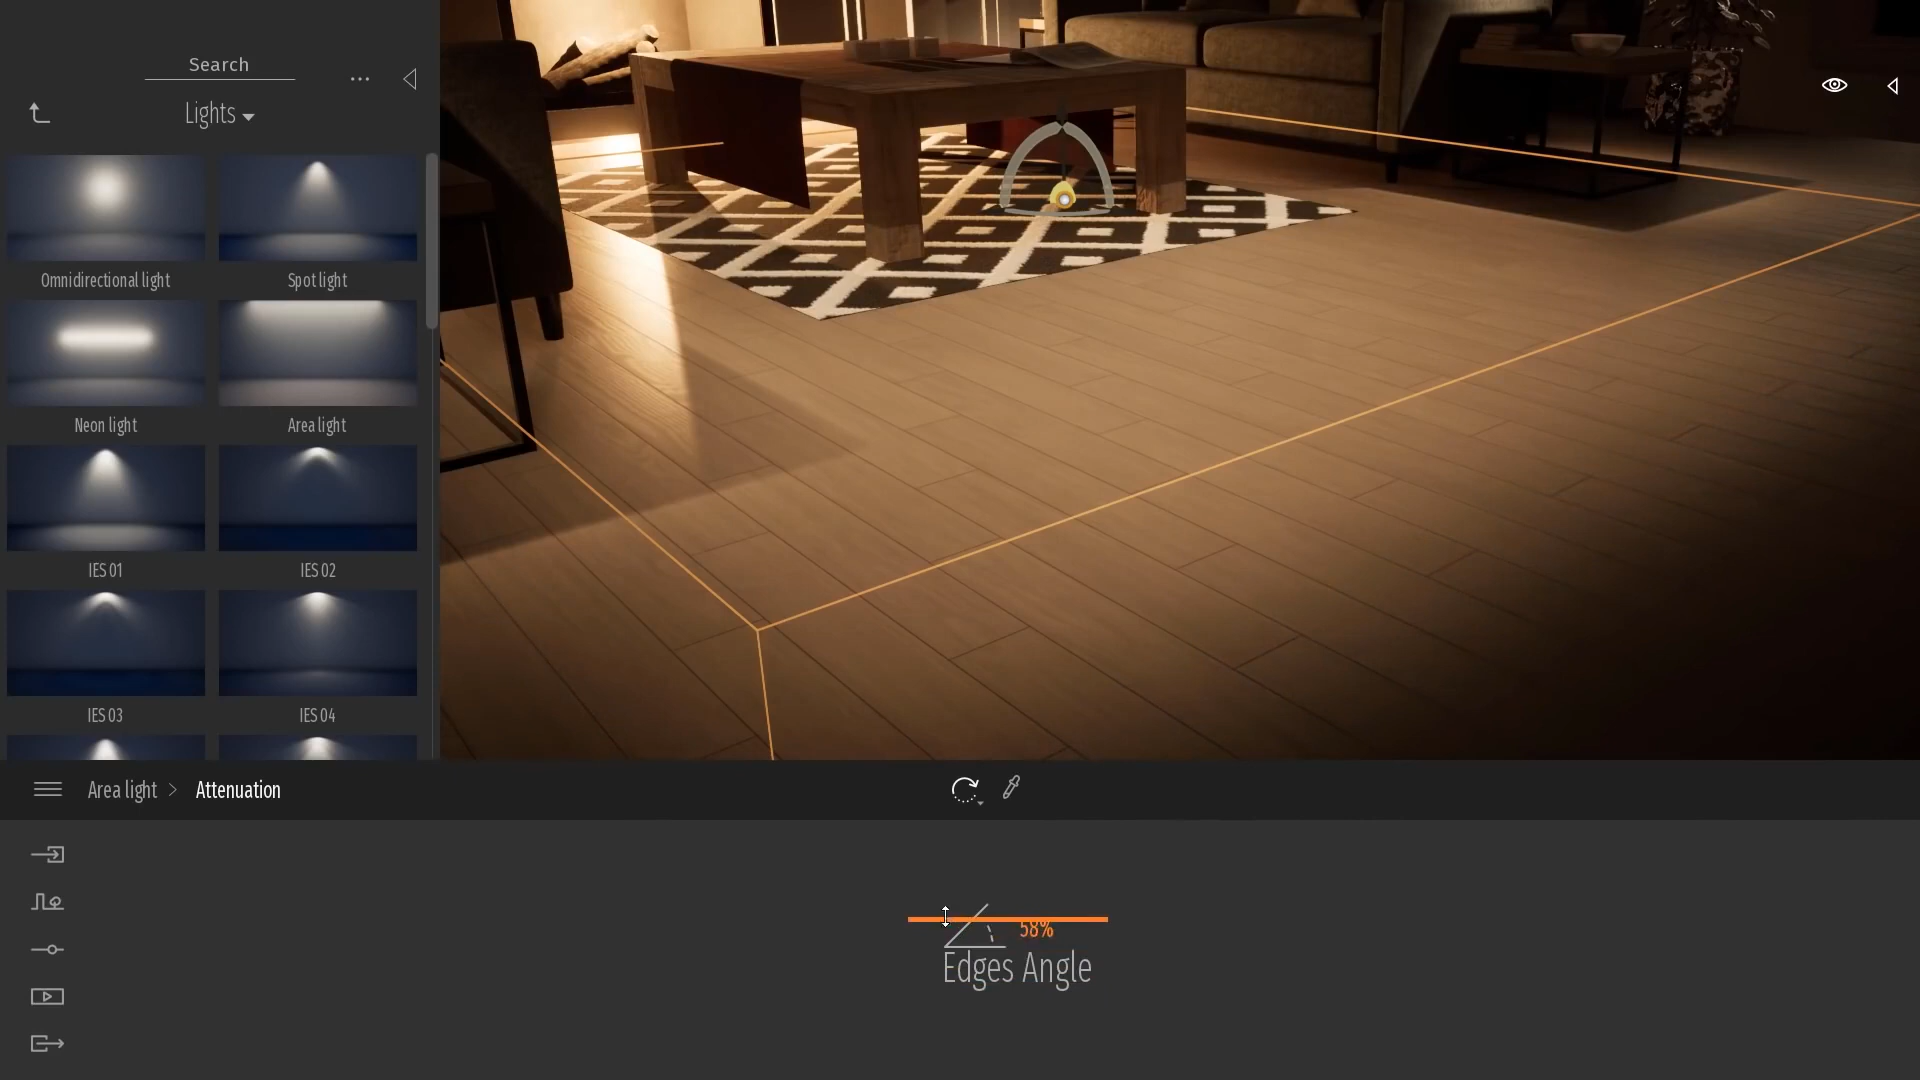 Search
Lights
Omnidirectional light
Spot light
Neon light
Area light
IES 01
IES 02
IES 03
IES 04
Area light > Attenuation
58%
Edges Angle